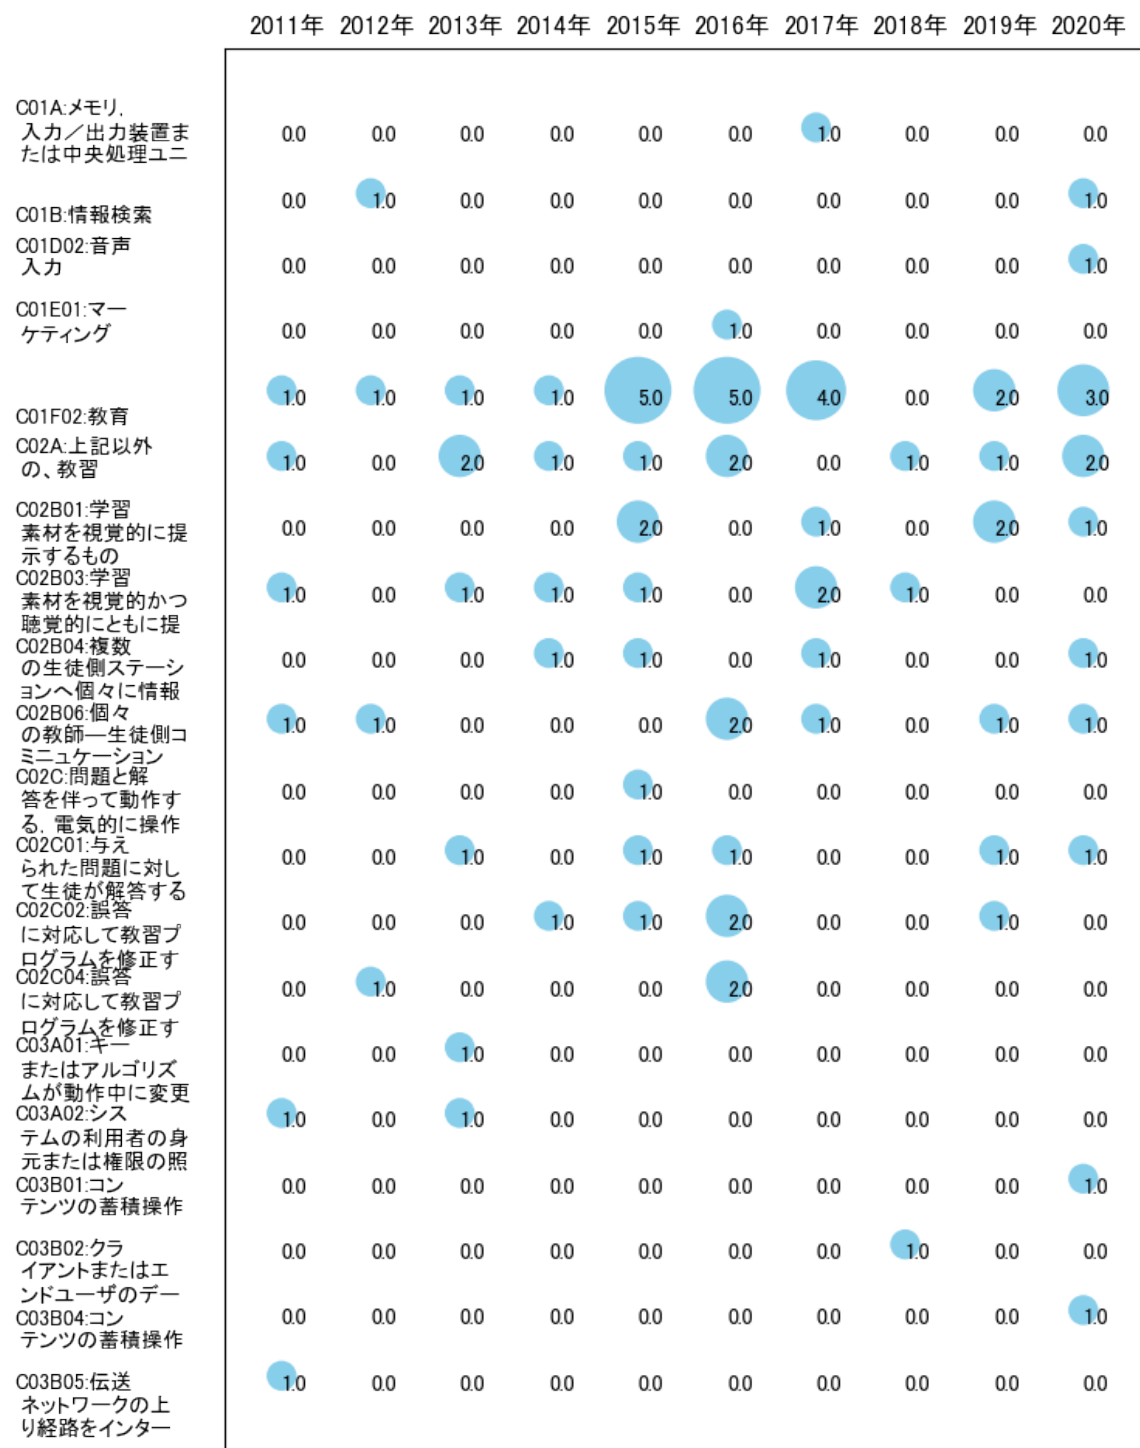 2011年 2012年 2013年 2014年 2015年 2016年 2017年 2018年 2019年 2020年
C01A:メモリ,
入力／出力装置ま
たは中央処理ユニ
0.0 0.0 0.0 0.0 0.0 0.0 1.0 0.0 0.0 0.0
C01B:情報検索
0.0 1.0 0.0 0.0 0.0 0.0 0.0 0.0 0.0 1.0
C01D02:音声
入力
0.0 0.0 0.0 0.0 0.0 0.0 0.0 0.0 0.0 1.0
C01E01:マー
ケティング
0.0 0.0 0.0 0.0 0.0 1.0 0.0 0.0 0.0 0.0
C01F02:教育
1.0 1.0 1.0 1.0 5.0 5.0 4.0 0.0 2.0 3.0
C02A:上記以外
の、教習
1.0 0.0 2.0 1.0 1.0 2.0 0.0 1.0 1.0 2.0
C02B01:学習
素材を視覚的に提
示するもの
0.0 0.0 0.0 0.0 2.0 0.0 1.0 0.0 2.0 1.0
C02B03:学習
素材を視覚的かつ
聴覚的にともに提
1.0 0.0 1.0 1.0 1.0 0.0 2.0 1.0 0.0 0.0
C02B04:複数
の生徒側ステーシ
ョンへ個々に情報
0.0 0.0 0.0 1.0 1.0 0.0 1.0 0.0 0.0 1.0
C02B06:個々
の教師―生徒側コ
ミニュケーション
1.0 1.0 0.0 0.0 0.0 2.0 1.0 0.0 1.0 1.0
C02C:問題と解
答を伴って動作す
る，電気的に操作
0.0 0.0 0.0 0.0 1.0 0.0 0.0 0.0 0.0 0.0
C02C01:与え
られた問題に対し
て生徒が解答する
0.0 0.0 1.0 0.0 1.0 1.0 0.0 0.0 1.0 1.0
C02C02:誤答
に対応して教習プ
ログラムを修正す
0.0 0.0 0.0 1.0 1.0 2.0 0.0 0.0 1.0 0.0
C02C04:誤答
に対応して教習プ
ログラムを修正す
0.0 1.0 0.0 0.0 0.0 2.0 0.0 0.0 0.0 0.0
C03A01:キー
またはアルゴリズ
ムが動作中に変更
0.0 0.0 1.0 0.0 0.0 0.0 0.0 0.0 0.0 0.0
C03A02:シス
テムの利用者の身
元または権限の照
1.0 0.0 1.0 0.0 0.0 0.0 0.0 0.0 0.0 0.0
C03B01:コン
テンツの蓄積操作
0.0 0.0 0.0 0.0 0.0 0.0 0.0 0.0 0.0 1.0
C03B02:クラ
イアントまたはエ
ンドユーザのデー
0.0 0.0 0.0 0.0 0.0 0.0 0.0 1.0 0.0 0.0
C03B04:コン
テンツの蓄積操作
0.0 0.0 0.0 0.0 0.0 0.0 0.0 0.0 0.0 1.0
C03B05:伝送
ネットワークの上
り経路をインター
1.0 0.0 0.0 0.0 0.0 0.0 0.0 0.0 0.0 0.0